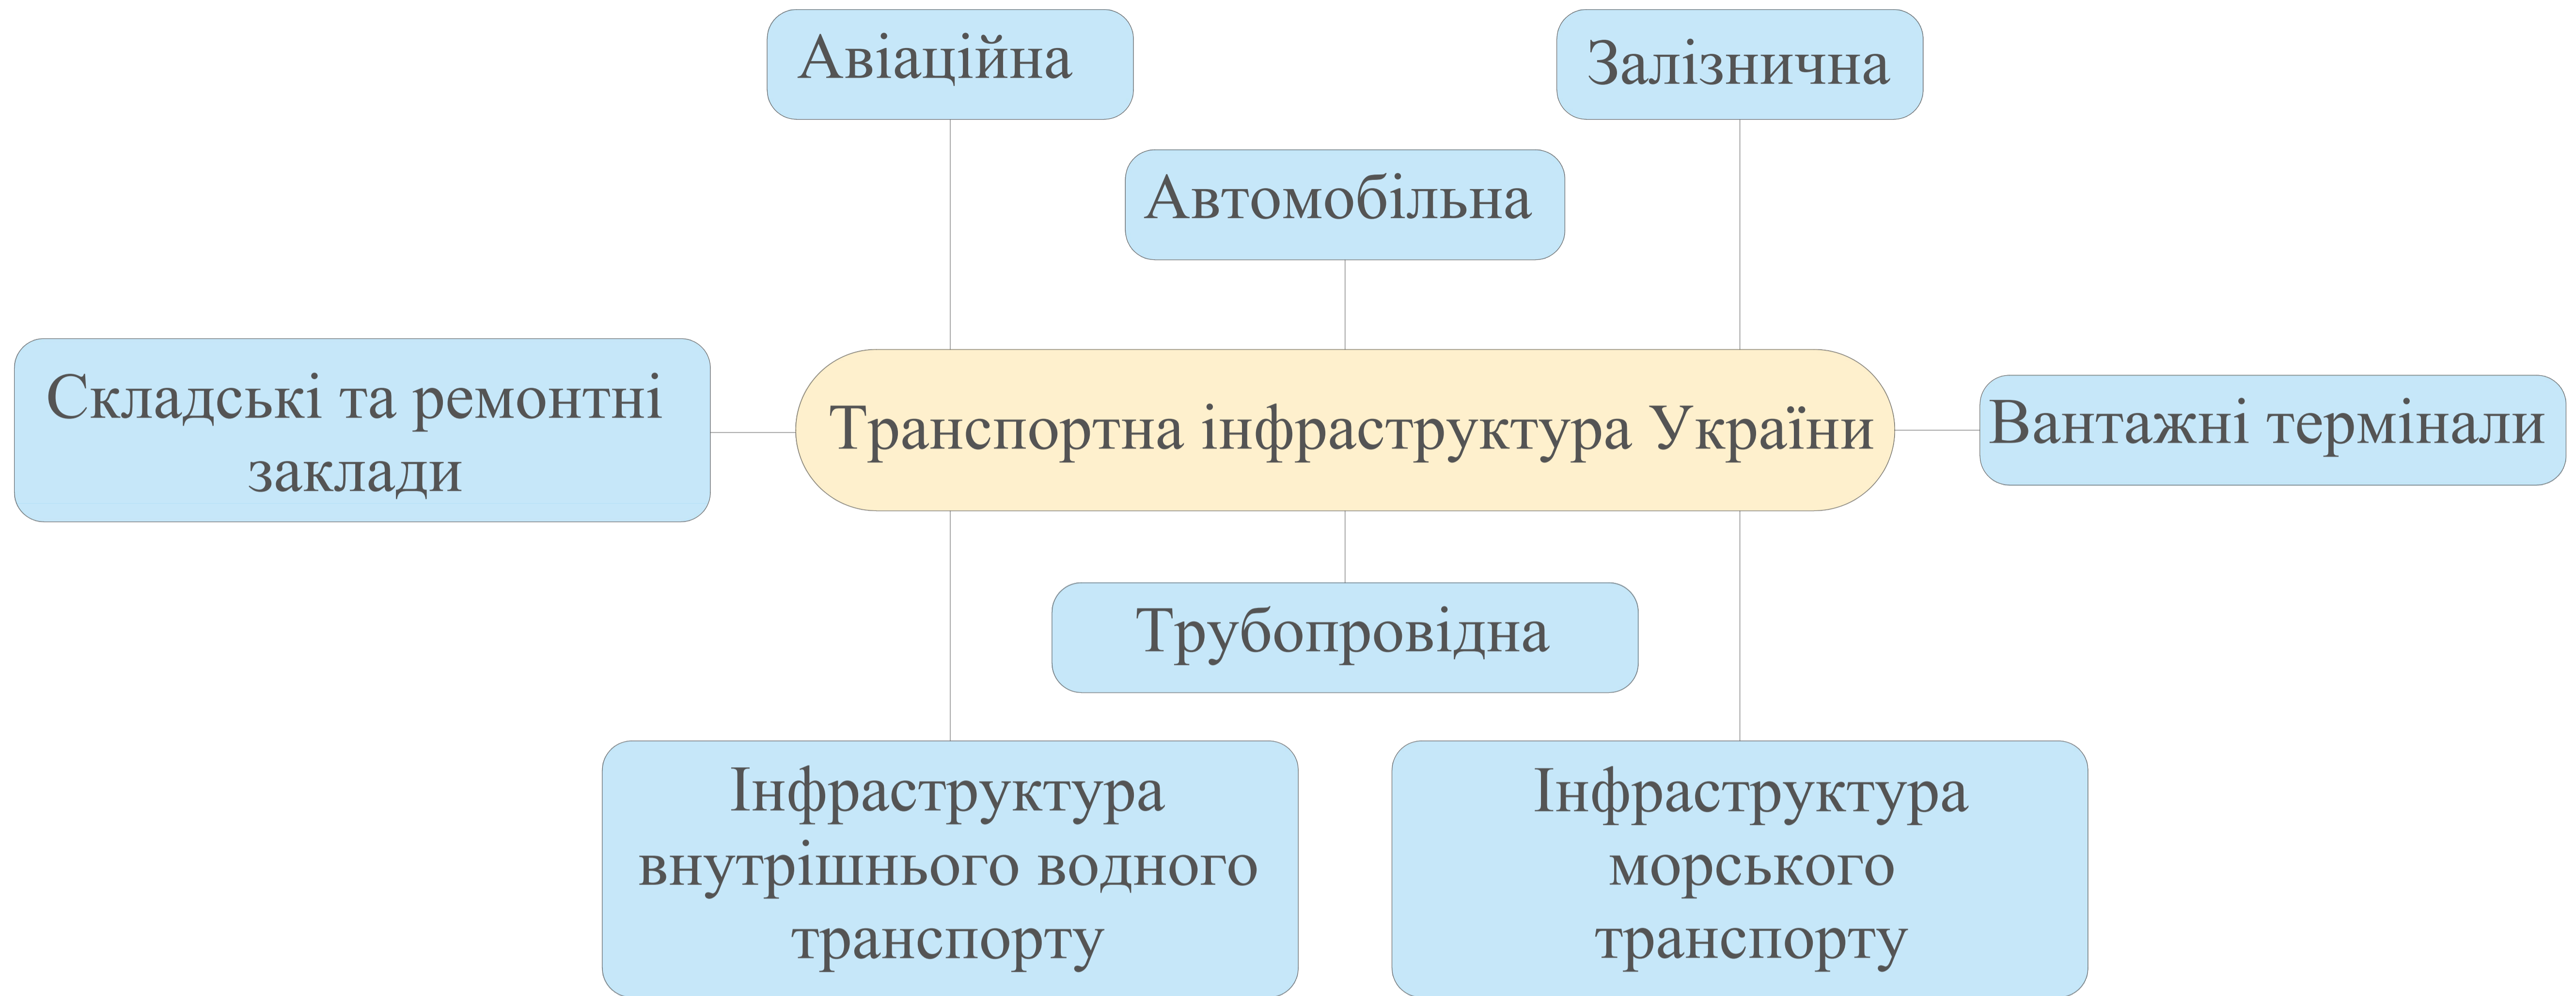 Авіаційна
Залізнична
Автомобільна
Складські та ремонтні
заклади
Транспортна інфраструктура України
Вантажні термінали
Трубопровідна
Інфраструктура
внутрішнього водного
транспорту
Інфраструктура
морського
транспорту